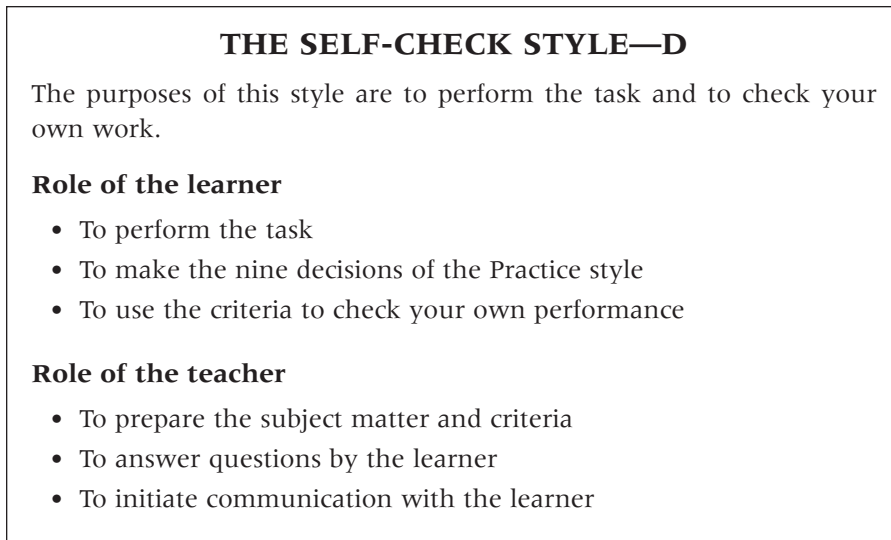 THE SELF-CHECK STYLE—D
The purposes of this style are to perform the task and to check your
own work.
Role of the learner
• To perform the task
• To make the nine decisions of the Practice style
• To use the criteria to check your own performance
Role of the teacher
• To prepare the subject matter and criteria
• To answer questions by the learner
• To initiate communication with the learner